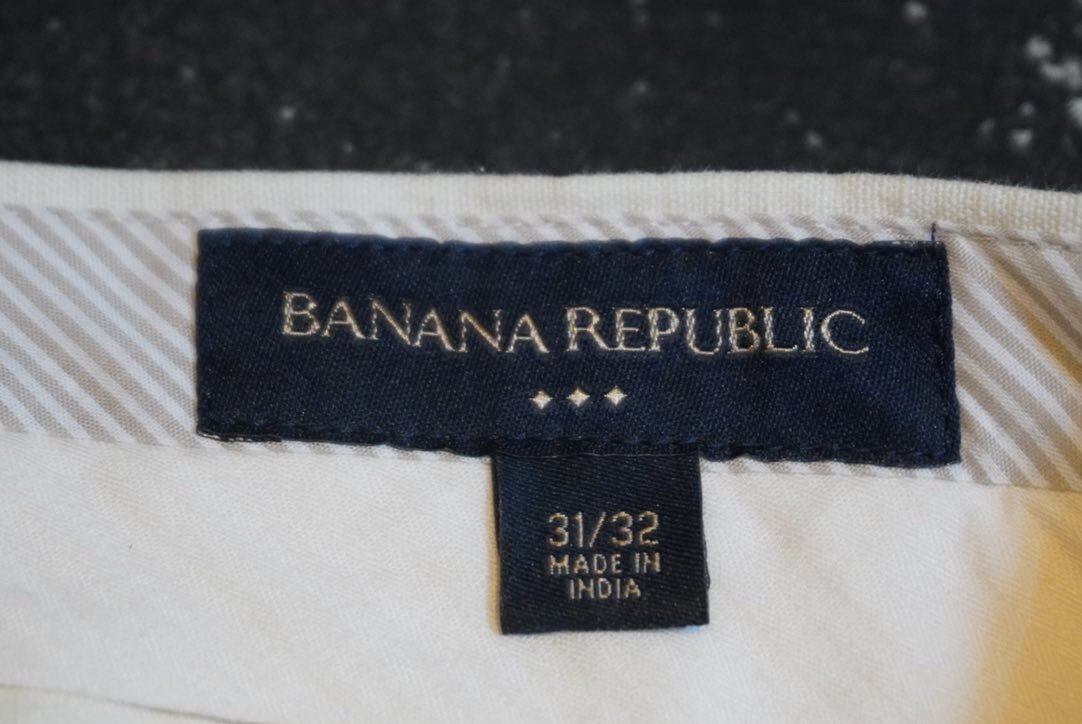 BANANA REPUBLIC
31/32
MADE IN
INDIA